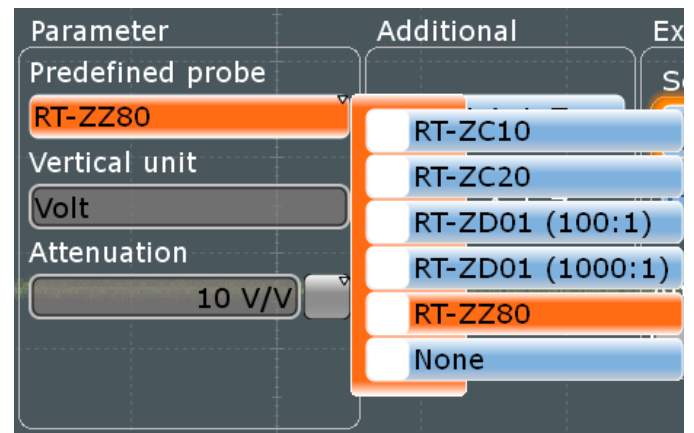 Parameter
Additional
Ex
Predefined probe
RT-ZZ80
Vertical unit
Volt
Attenuation
10 V/V
RT-ZC10
RT-ZC20
RT-ZD01 (100:1)
RT-ZD01 (1000:1)
RT-ZZ80
None